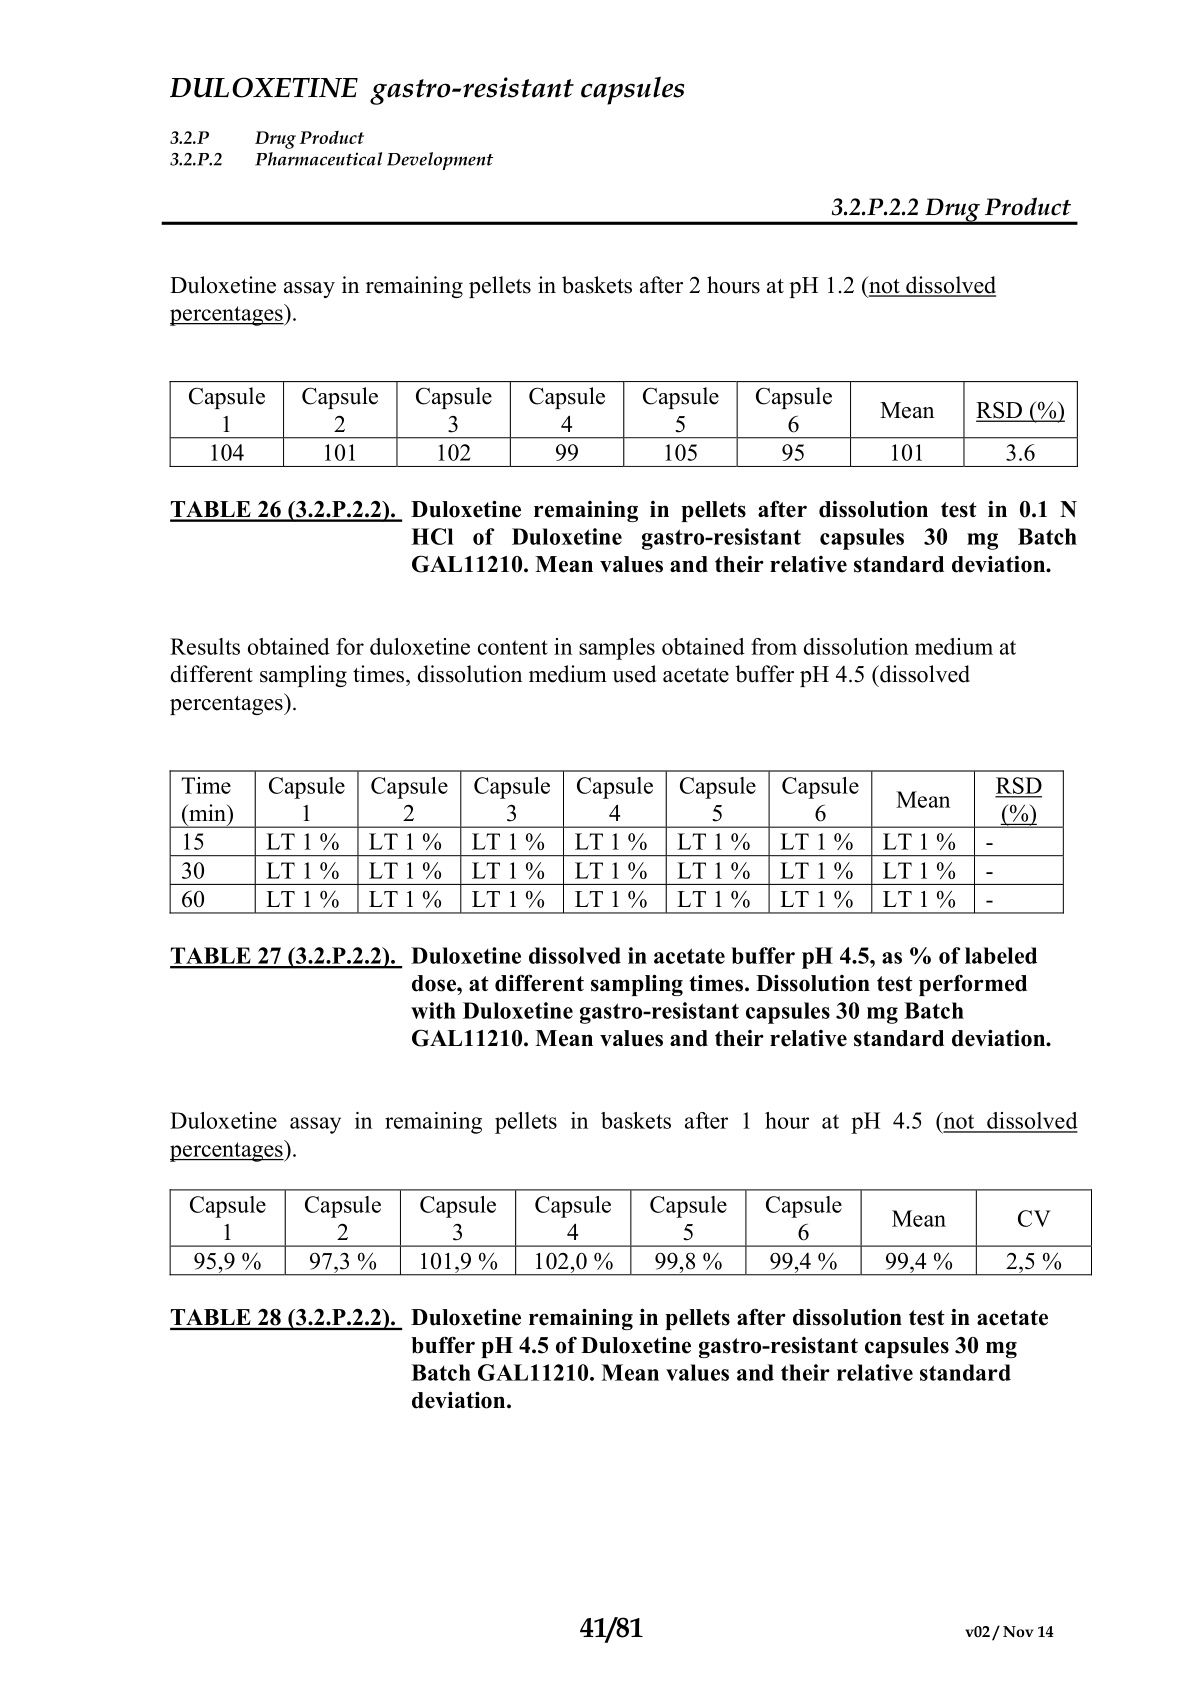 DULOXETINE gastro-resistant capsules
3.2.P Drug Product
3.2.P.2 Pharmaceutical Development
3.2.P.2.2 Drug Product
Duloxetine assay in remaining pellets in baskets after 2 hours at pH 1.2 (not dissolved
percentages).
Capsule 1 Capsule 2 Capsule 3 Capsule 4 Capsule 5 Capsule 6 Mean RSD (%)
104 101 102 99 105 95 101 3.6
TABLE 26 (3.2.P.2.2). Duloxetine remaining in pellets after dissolution test in 0.1 N
HCl of Duloxetine gastro-resistant capsules 30 mg Batch
GAL11210. Mean values and their relative standard deviation.
Results obtained for duloxetine content in samples obtained from dissolution medium at
different sampling times, dissolution medium used acetate buffer pH 4.5 (dissolved
percentages).
Time (min) Capsule 1 Capsule 2 Capsule 3 Capsule 4 Capsule 5 Capsule 6 Mean RSD (%)
15 LT 1 % LT 1 % LT 1 % LT 1 % LT 1 % LT 1 % LT 1 % -
30 LT 1 % LT 1 % LT 1 % LT 1 % LT 1 % LT 1 % LT 1 % -
60 LT 1 % LT 1 % LT 1 % LT 1 % LT 1 % LT 1 % LT 1 % -
TABLE 27 (3.2.P.2.2). Duloxetine dissolved in acetate buffer pH 4.5, as % of labeled
dose, at different sampling times. Dissolution test performed
with Duloxetine gastro-resistant capsules 30 mg Batch
GAL11210. Mean values and their relative standard deviation.
Duloxetine assay in remaining pellets in baskets after 1 hour at pH 4.5 (not dissolved
percentages).
Capsule 1 Capsule 2 Capsule 3 Capsule 4 Capsule 5 Capsule 6 Mean CV
95,9 % 97,3 % 101,9 % 102,0 % 99,8 % 99,4 % 99,4 % 2,5 %
TABLE 28 (3.2.P.2.2). Duloxetine remaining in pellets after dissolution test in acetate
buffer pH 4.5 of Duloxetine gastro-resistant capsules 30 mg
Batch GAL11210. Mean values and their relative standard
deviation.
41/81
v02 / Nov 14